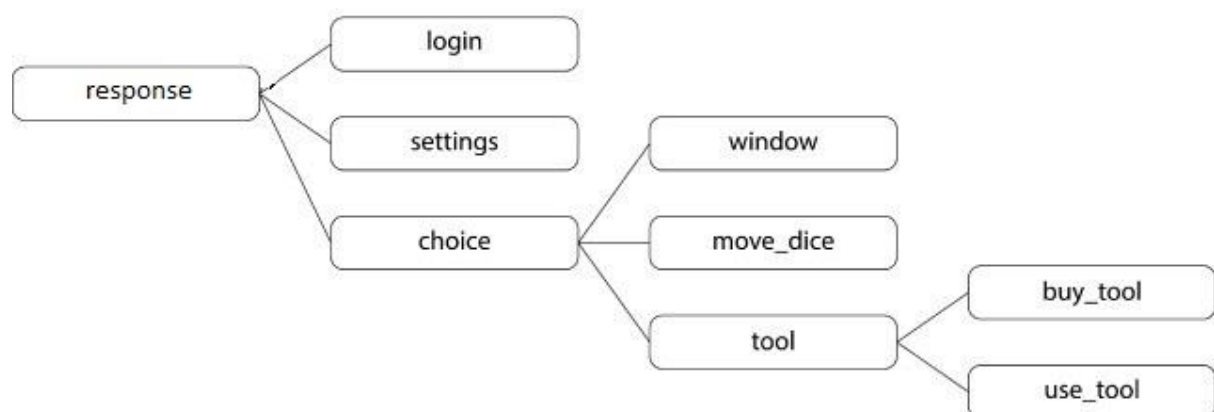 login
response
settings
window
choice
move_dice
buy_tool
tool
use_tool